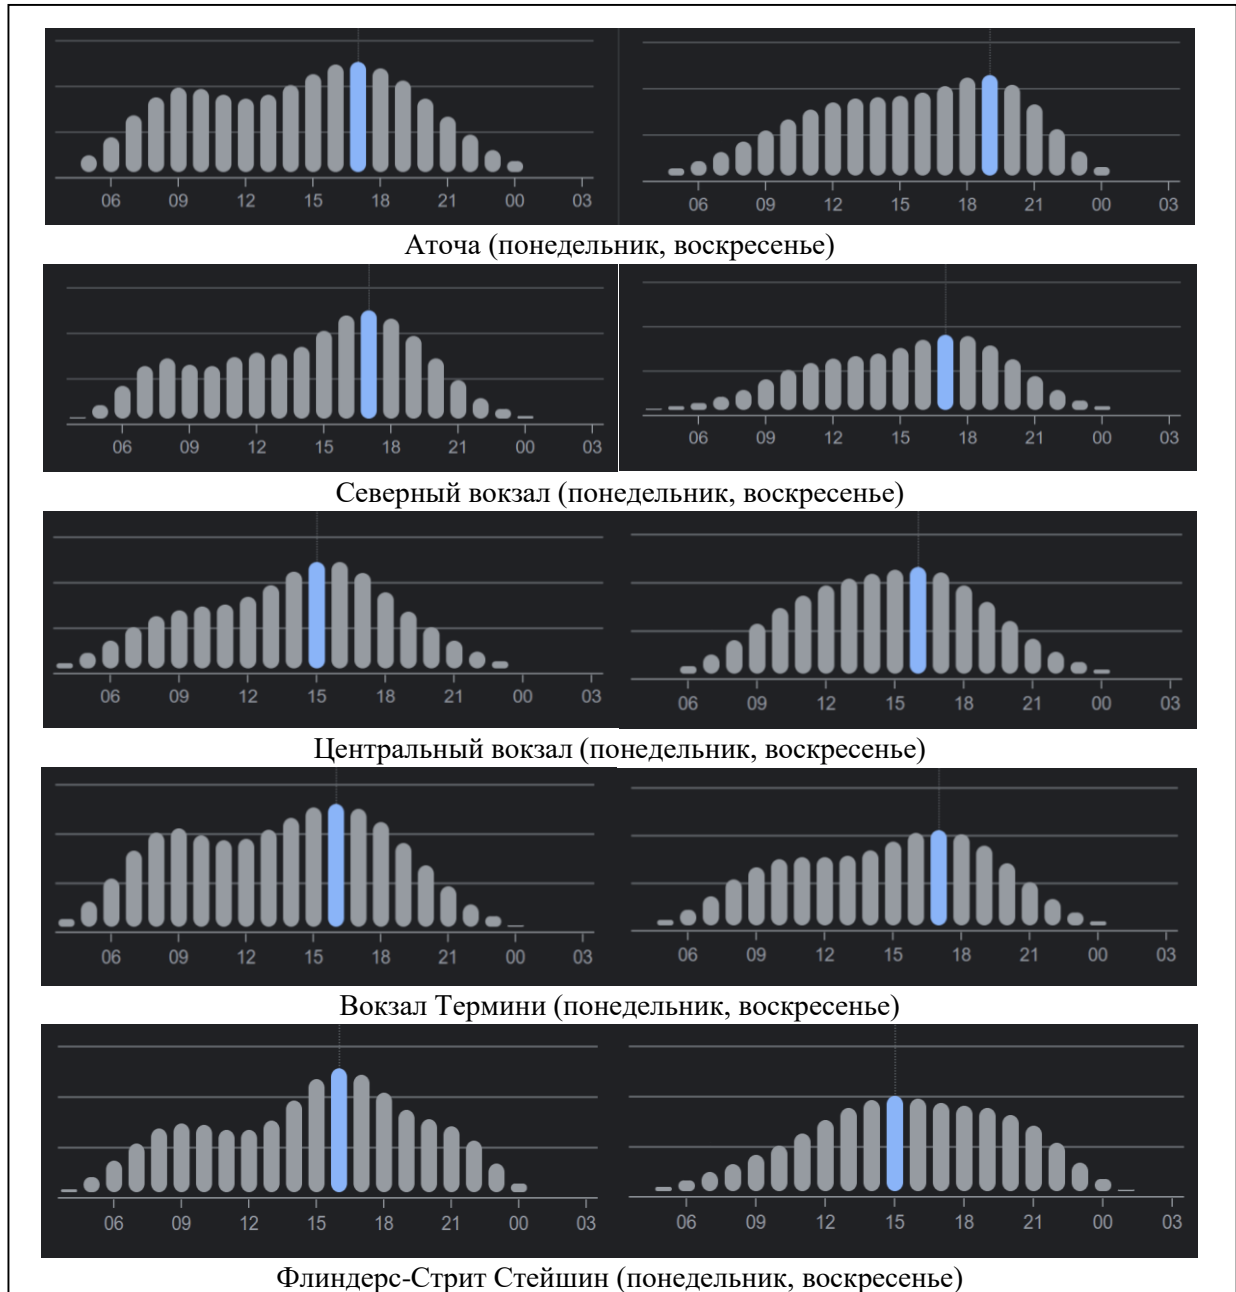 06 09 12 15 18 21 00 03 06 09 12 15 18 21 00 03
Аточа (понедельник, воскресенье)
06 09 12 15 18 21 00 03 06 09 12 15 18 21 00 03
Северный вокзал (понедельник, воскресенье)
06 09 12 15 18 21 00 03 06 09 12 15 18 21 00 03
Центральный вокзал (понедельник, воскресенье)
06 09 12 15 18 21 00 03 06 09 12 15 18 21 00 03
Вокзал Термини (понедельник, воскресенье)
06 09 12 15 18 21 00 03 06 09 12 15 18 21 00 03
Флиндерс-Стрит Стейшин (понедельник, воскресенье)